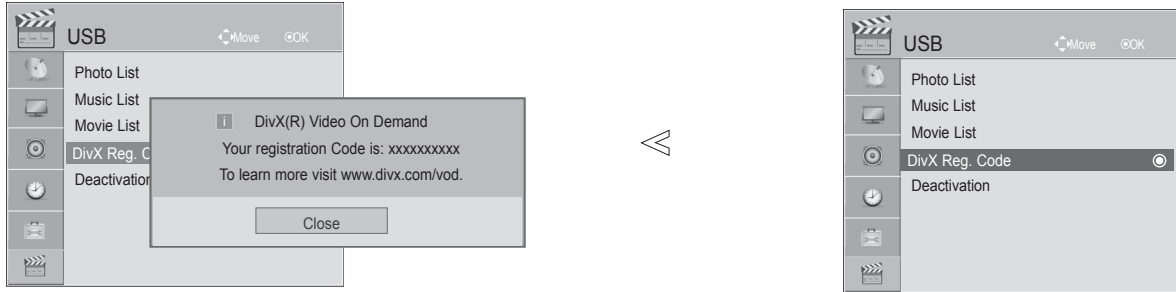 USB
Move
OK
Photo List
Music List
Movie List
DivX Reg. C
Deactivation
i
DivX(R) Video On Demand
Your registration Code is: xxxxxxxxxx
To learn more visit www.divx.com/vod.
Close
USB
Move
OK
Photo List
Music List
Movie List
DivX Reg. Code
Deactivation